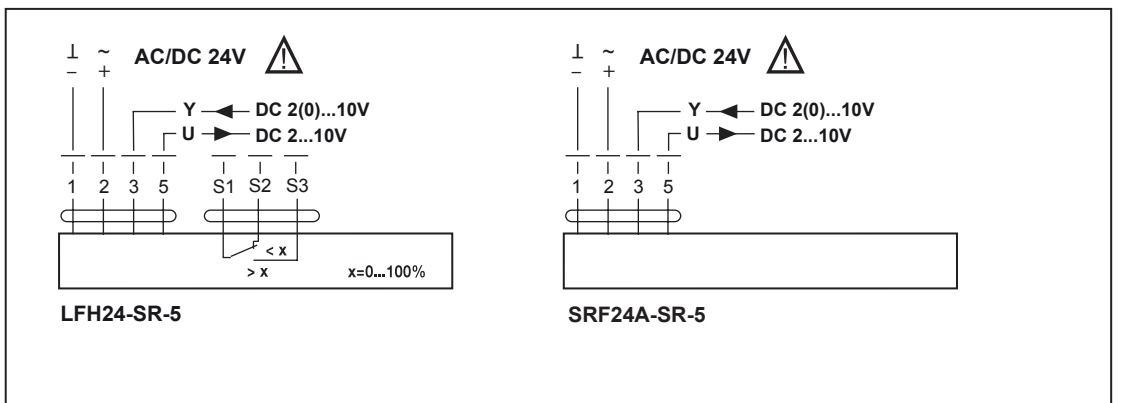 ⊥ ~ AC/DC 24V
– +
Y DC 2(0)...10V
U DC 2...10V
1 2 3 5 S1 S2 S3
< x
> x x=0...100%
LFH24-SR-5
⊥ ~ AC/DC 24V
– +
Y DC 2(0)...10V
U DC 2...10V
1 2 3 5
SRF24A-SR-5